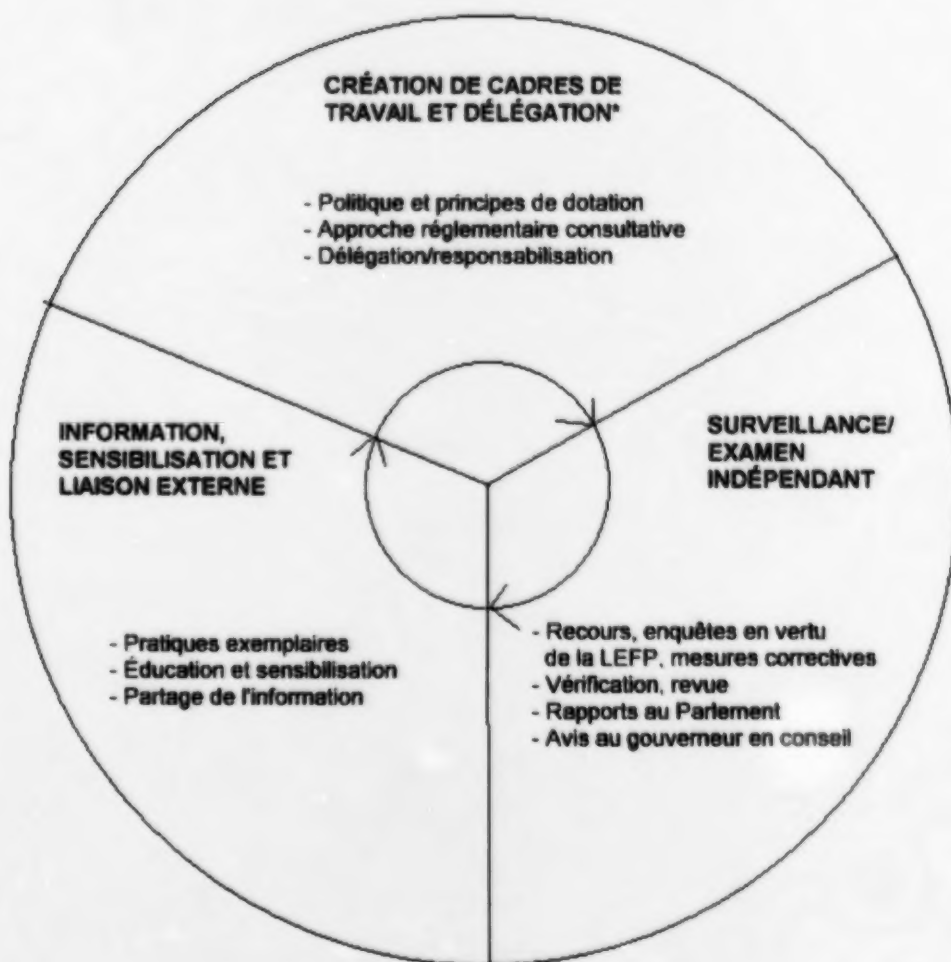 CRÉATION DE CADRES DE
TRAVAIL ET DÉLÉGATION*
- Politique et principes de dotation
- Approche réglementaire consultative
- Délégation/responsabilisation
INFORMATION,
SENSIBILISATION ET
LIAISON EXTERNE
- Pratiques exemplaires
- Éducation et sensibilisation
- Partage de l'information
SURVEILLANCE/
EXAMEN
INDÉPENDANT
- Recours, enquêtes en vertu
de la LEFP, mesures correctives
- Vérification, revue
- Rapports au Parlement
- Avis au gouverneur en conseil